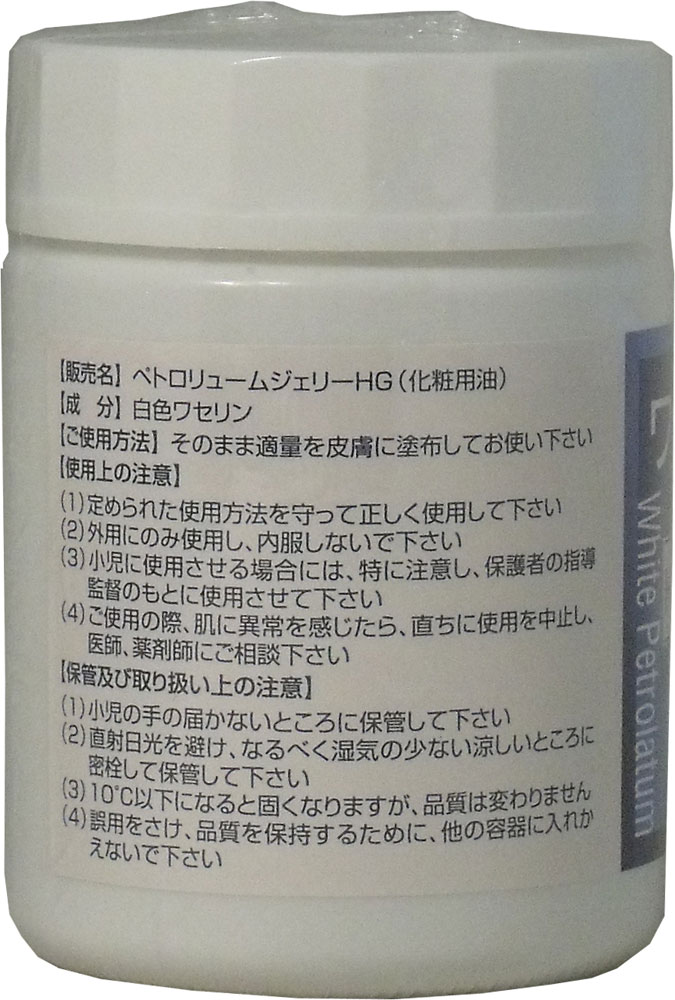 【販売名】ペトロリュームジェリーHG（化粧用油）
【成　分】白色ワセリン
【ご使用方法】そのまま適量を皮膚に塗布してお使い下さい
【使用上の注意】
(1)定められた使用方法を守って正しく使用して下さい
(2)外用にのみ使用し、内服しないで下さい
(3)小児に使用させる場合には、特に注意し、保護者の指導
監督のもとに使用させて下さい
(4)ご使用の際、肌に異常を感じたら、直ちに使用を中止し、
医師、薬剤師にご相談下さい
【保管及び取り扱い上の注意】
(1)小児の手の届かないところに保管して下さい
(2)直射日光を避け、なるべく湿気の少ない涼しいところに
密栓して保管して下さい
(3)10℃以下になると固くなりますが、品質は変わりません
(4)誤用をさけ、品質を保持するために、他の容器に入れか
えないで下さい
White Petrolatum